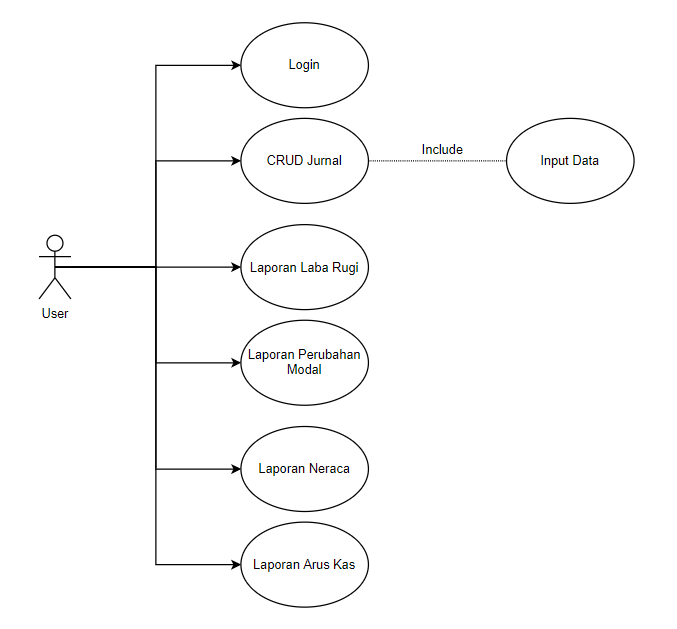 Login
CRUD Jurnal
Include
Input Data
Laporan Laba Rugi
User
Laporan Perubahan
Modal
Laporan Neraca
Laporan Arus Kas